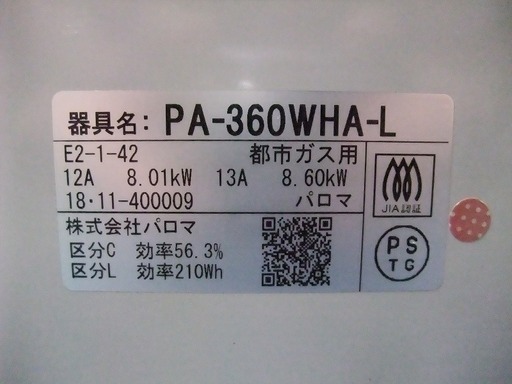 器具名: PA-360WHA-L
E2-1-42 都市ガス用
12A 8.01kW 13A 8.60kW
18・11-400009 パロマ
株式会社パロマ
区分C 効率56.3%
区分L 効率210Wh
JIA認証
PS
TG